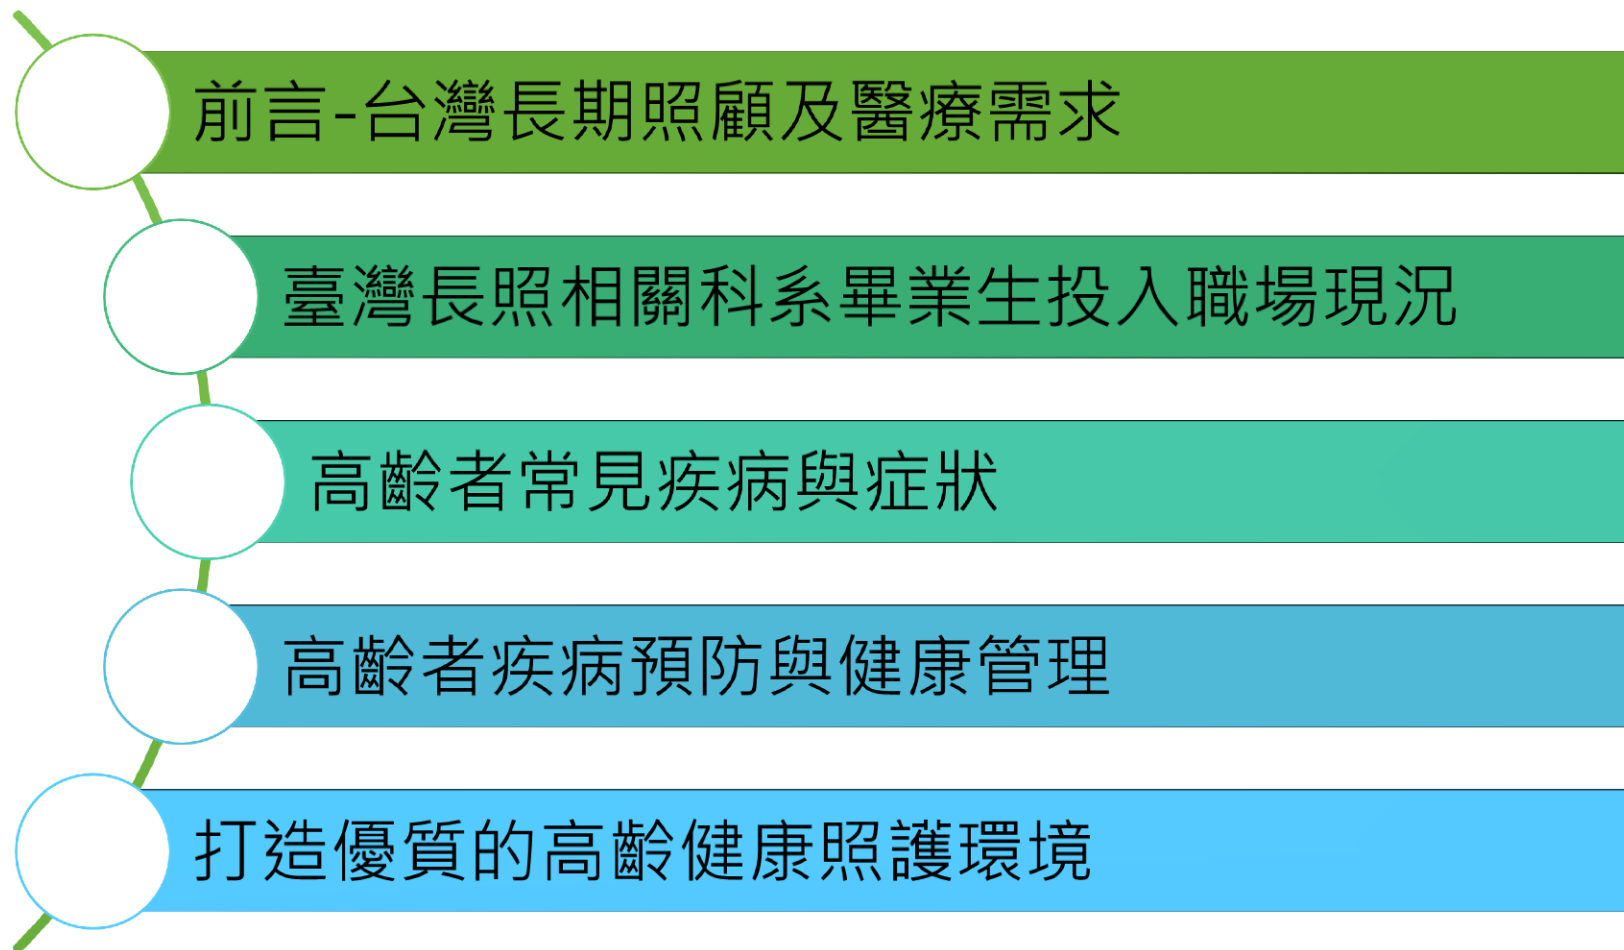 前言-台灣長期照顧及醫療需求
臺灣長照相關科系畢業生投入職場現況
高齡者常見疾病與症狀
高齡者疾病預防與健康管理
打造優質的高齡健康照護環境